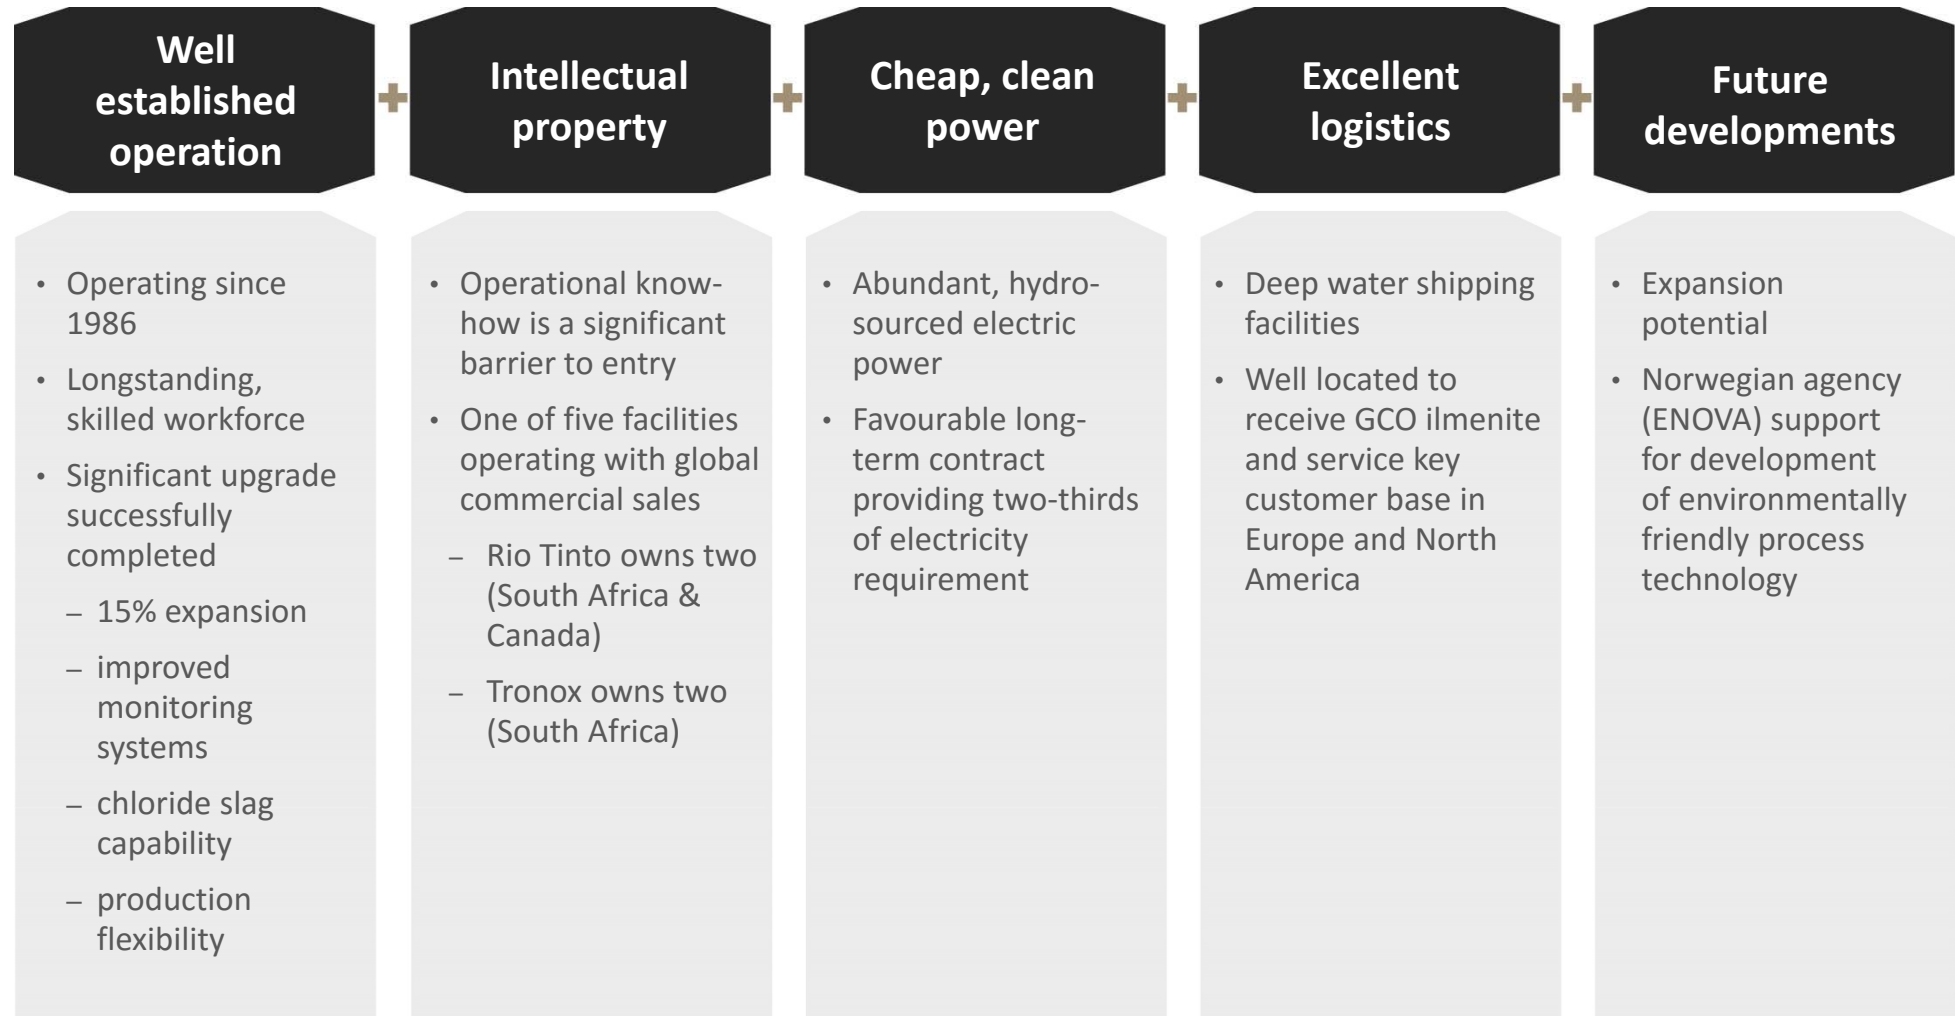 Well
established
operation
Intellectual
property
Cheap, clean
power
Excellent
logistics
Future
developments
• Operating since
1986
• Longstanding,
skilled workforce
• Significant upgrade
successfully
completed
– 15% expansion
– improved
monitoring
systems
– chloride slag
capability
– production
flexibility
• Operational know-
how is a significant
barrier to entry
• One of five facilities
operating with global
commercial sales
– Rio Tinto owns two
(South Africa &
Canada)
– Tronox owns two
(South Africa)
• Abundant, hydro-
sourced electric
power
• Favourable long-
term contract
providing two-thirds
of electricity
requirement
• Deep water shipping
facilities
• Well located to
receive GCO ilmenite
and service key
customer base in
Europe and North
America
• Expansion
potential
• Norwegian agency
(ENOVA) support
for development
of environmentally
friendly process
technology